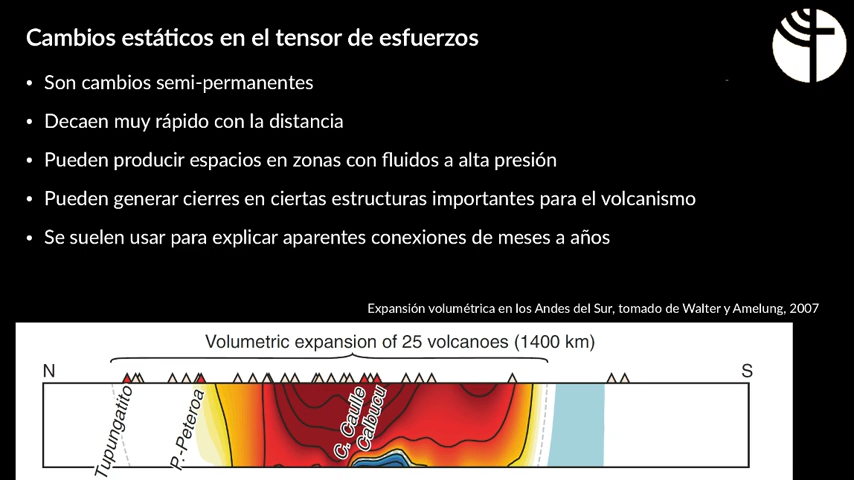 Cambios estáticos en el tensor de esfuerzos
• Son cambios semi-permanentes
• Decaen muy rápido con la distancia
• Pueden producir espacios en zonas con fluidos a alta presión
• Pueden generar cierres en ciertas estructuras importantes para el volcanismo
• Se suelen usar para explicar aparentes conexiones de meses a años
Expansión volumétrica en los Andes del Sur, tomado de Walter y Amelung, 2007
Volumetric expansion of 25 volcanoes (1400 km)
N
S
Tupungatito
P.-Peteroa
C. Caulle
Calbuou